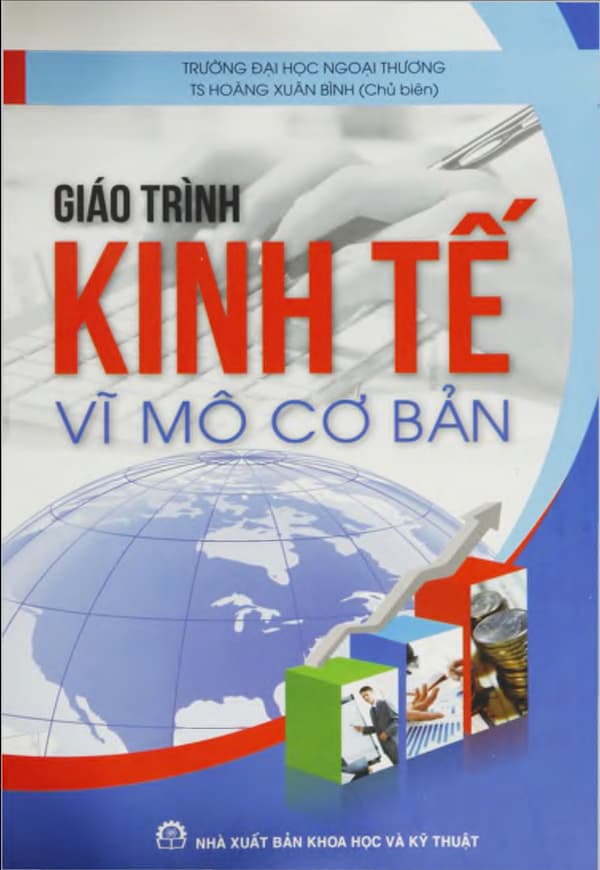 TRƯỜNG ĐẠI HỌC NGOẠI THƯƠNG
TS HOÀNG XUÂN BÌNH (Chủ biên)
GIÁO TRÌNH
KINH TẾ
VĨ MÔ CƠ BẢN
NHÀ XUẤT BẢN KHOA HỌC VÀ KỸ THUẬT